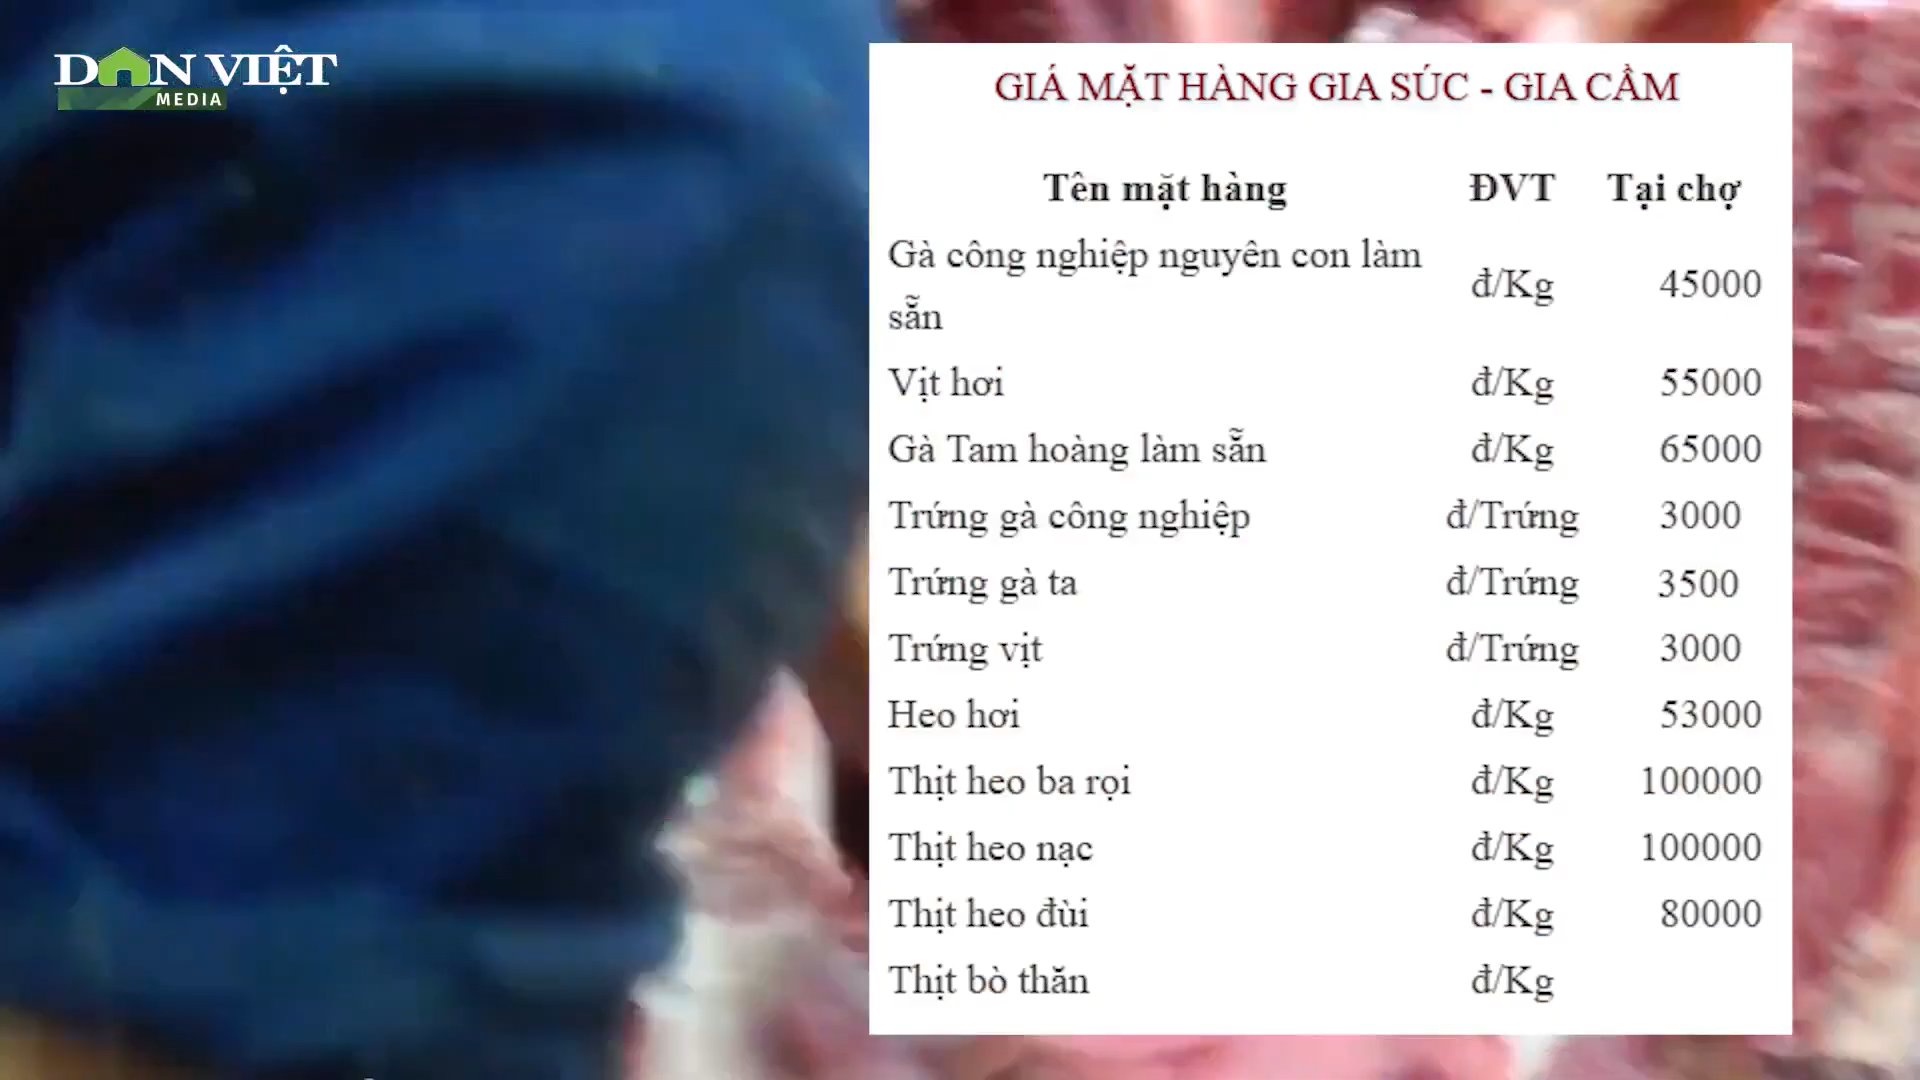 DÂN VIỆT
MEDIA
GIÁ MẶT HÀNG GIA SÚC - GIA CẦM
Tên mặt hàng ĐVT Tại chợ
Gà công nghiệp nguyên con làm
sẵn đ/Kg 45000
Vịt hơi đ/Kg 55000
Gà Tam hoàng làm sẵn đ/Kg 65000
Trứng gà công nghiệp đ/Trứng 3000
Trứng gà ta đ/Trứng 3500
Trứng vịt đ/Trứng 3000
Heo hơi đ/Kg 53000
Thịt heo ba rọi đ/Kg 100000
Thịt heo nạc đ/Kg 100000
Thịt heo đùi đ/Kg 80000
Thịt bò thăn đ/Kg